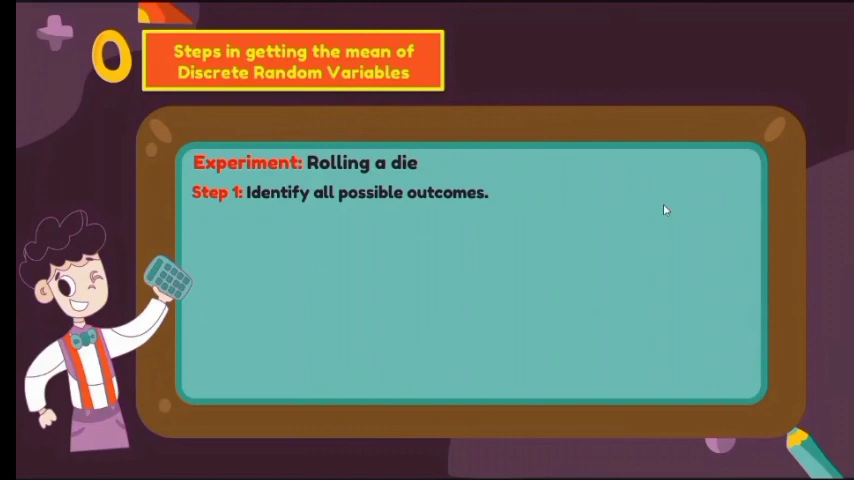 Steps in getting the mean of
Discrete Random Variables
Experiment: Rolling a die
Step 1: Identify all possible outcomes.